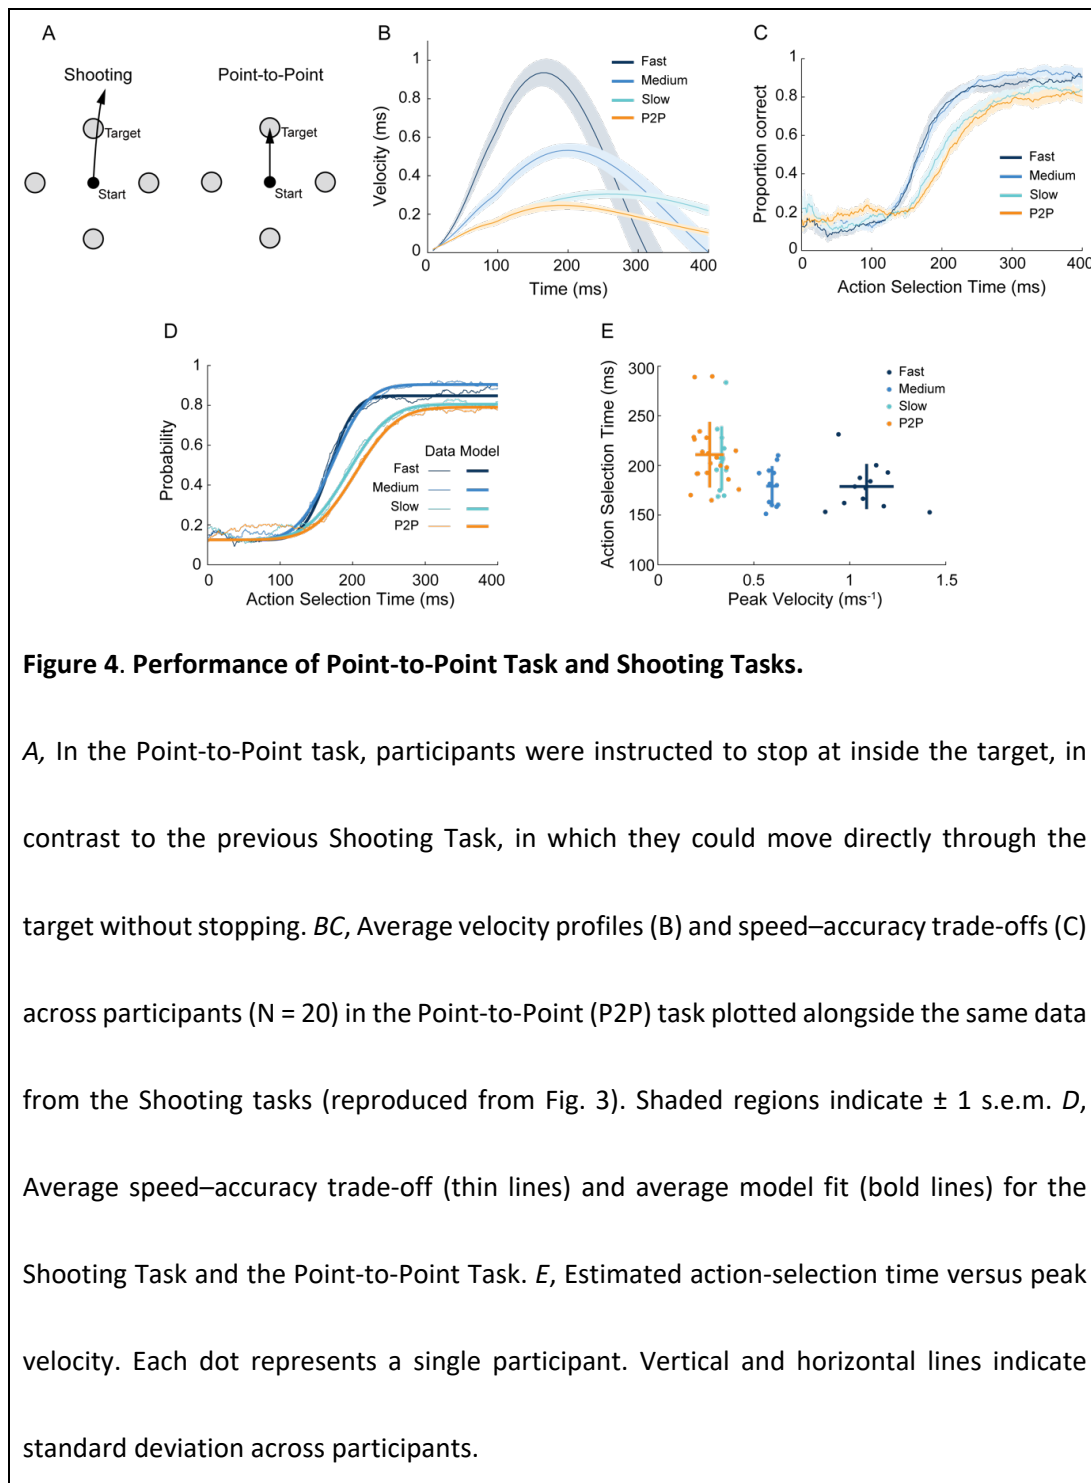 A
Shooting
Point-to-Point
Target
Target
Start
Start
B
1
0.8
0.6
0.4
0.2
0
Velocity (ms)
0
100
200
300
400
Time (ms)
Fast
Medium
Slow
P2P
C
1
0.8
0.6
0.4
0.2
0
Proportion correct
0
100
200
300
400
Action Selection Time (ms)
Fast
Medium
Slow
P2P
D
1
0.8
0.6
0.4
0.2
0
Probability
0
100
200
300
400
Action Selection Time (ms)
Data Model
Fast
Medium
Slow
P2P
E
300
250
200
150
100
Action Selection Time (ms)
0
0.5
1
1.5
Peak Velocity (ms⁻¹)
Fast
Medium
Slow
P2P
Figure 4. Performance of Point-to-Point Task and Shooting Tasks.
A, In the Point-to-Point task, participants were instructed to stop at inside the target, in
contrast to the previous Shooting Task, in which they could move directly through the
target without stopping. BC, Average velocity profiles (B) and speed–accuracy trade-offs (C)
across participants (N = 20) in the Point-to-Point (P2P) task plotted alongside the same data
from the Shooting tasks (reproduced from Fig. 3). Shaded regions indicate ± 1 s.e.m. D,
Average speed–accuracy trade-off (thin lines) and average model fit (bold lines) for the
Shooting Task and the Point-to-Point Task. E, Estimated action-selection time versus peak
velocity. Each dot represents a single participant. Vertical and horizontal lines indicate
standard deviation across participants.